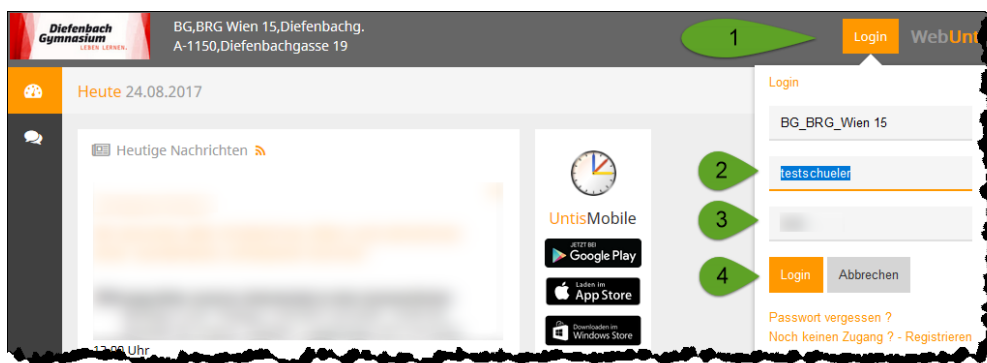 Diefenbach
Gymnasium
LEBEN LERNEN.
BG,BRG Wien 15,Diefenbachg.
A-1150,Diefenbachgasse 19
1
Login
WebUnt
Heute 24.08.2017
Login
BG_BRG_Wien 15
Heutige Nachrichten
2
testschueler
UntisMobile
3
JETZT BEI
Google Play
4
Login
Abbrechen
Laden im
App Store
Passwort vergessen ?
Downloaden im
Windows Store
Noch keinen Zugang ? - Registrieren
Uhr